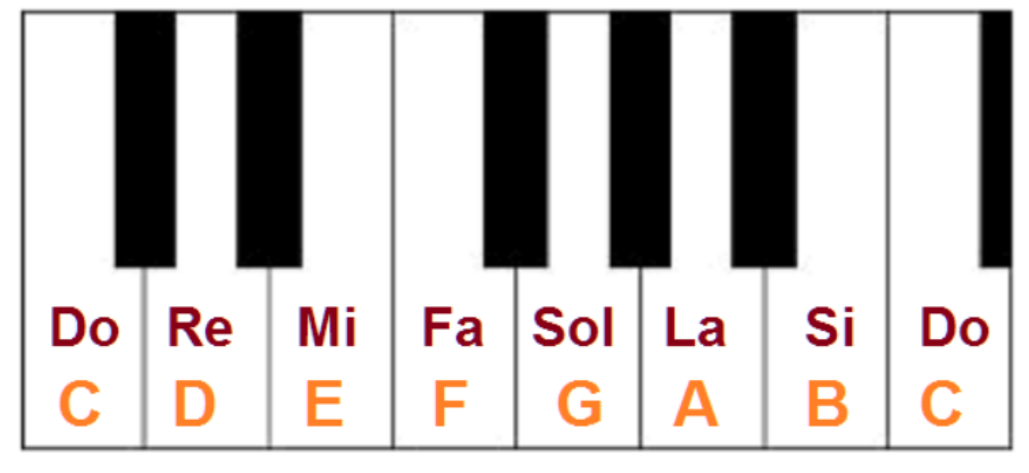 Do Re Mi Fa Sol La Si Do
C D E F G A B C